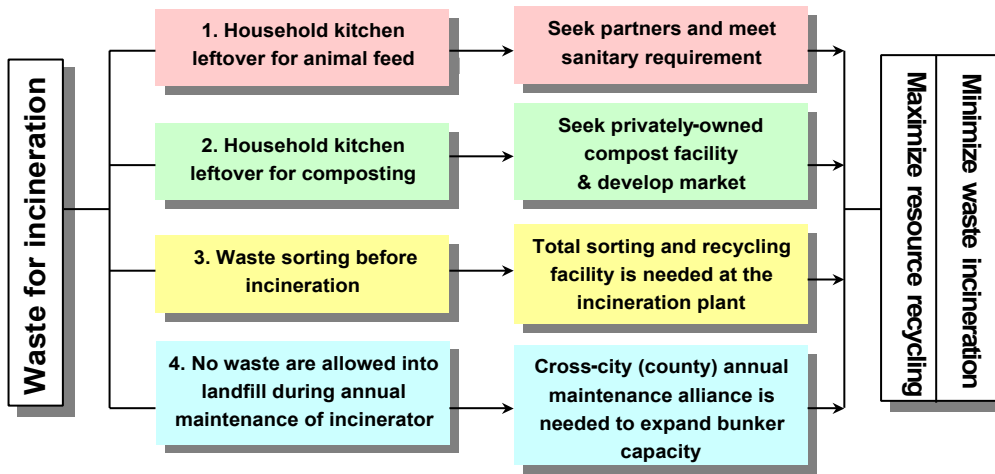 Waste for incineration
1. Household kitchen
leftover for animal feed
Seek partners and meet
sanitary requirement
2. Household kitchen
leftover for composting
Seek privately-owned
compost facility
& develop market
3. Waste sorting before
incineration
Total sorting and recycling
facility is needed at the
incineration plant
4. No waste are allowed into
landfill during annual
maintenance of incinerator
Cross-city (county) annual
maintenance alliance is
needed to expand bunker
capacity
Minimize waste incineration
Maximize resource recycling